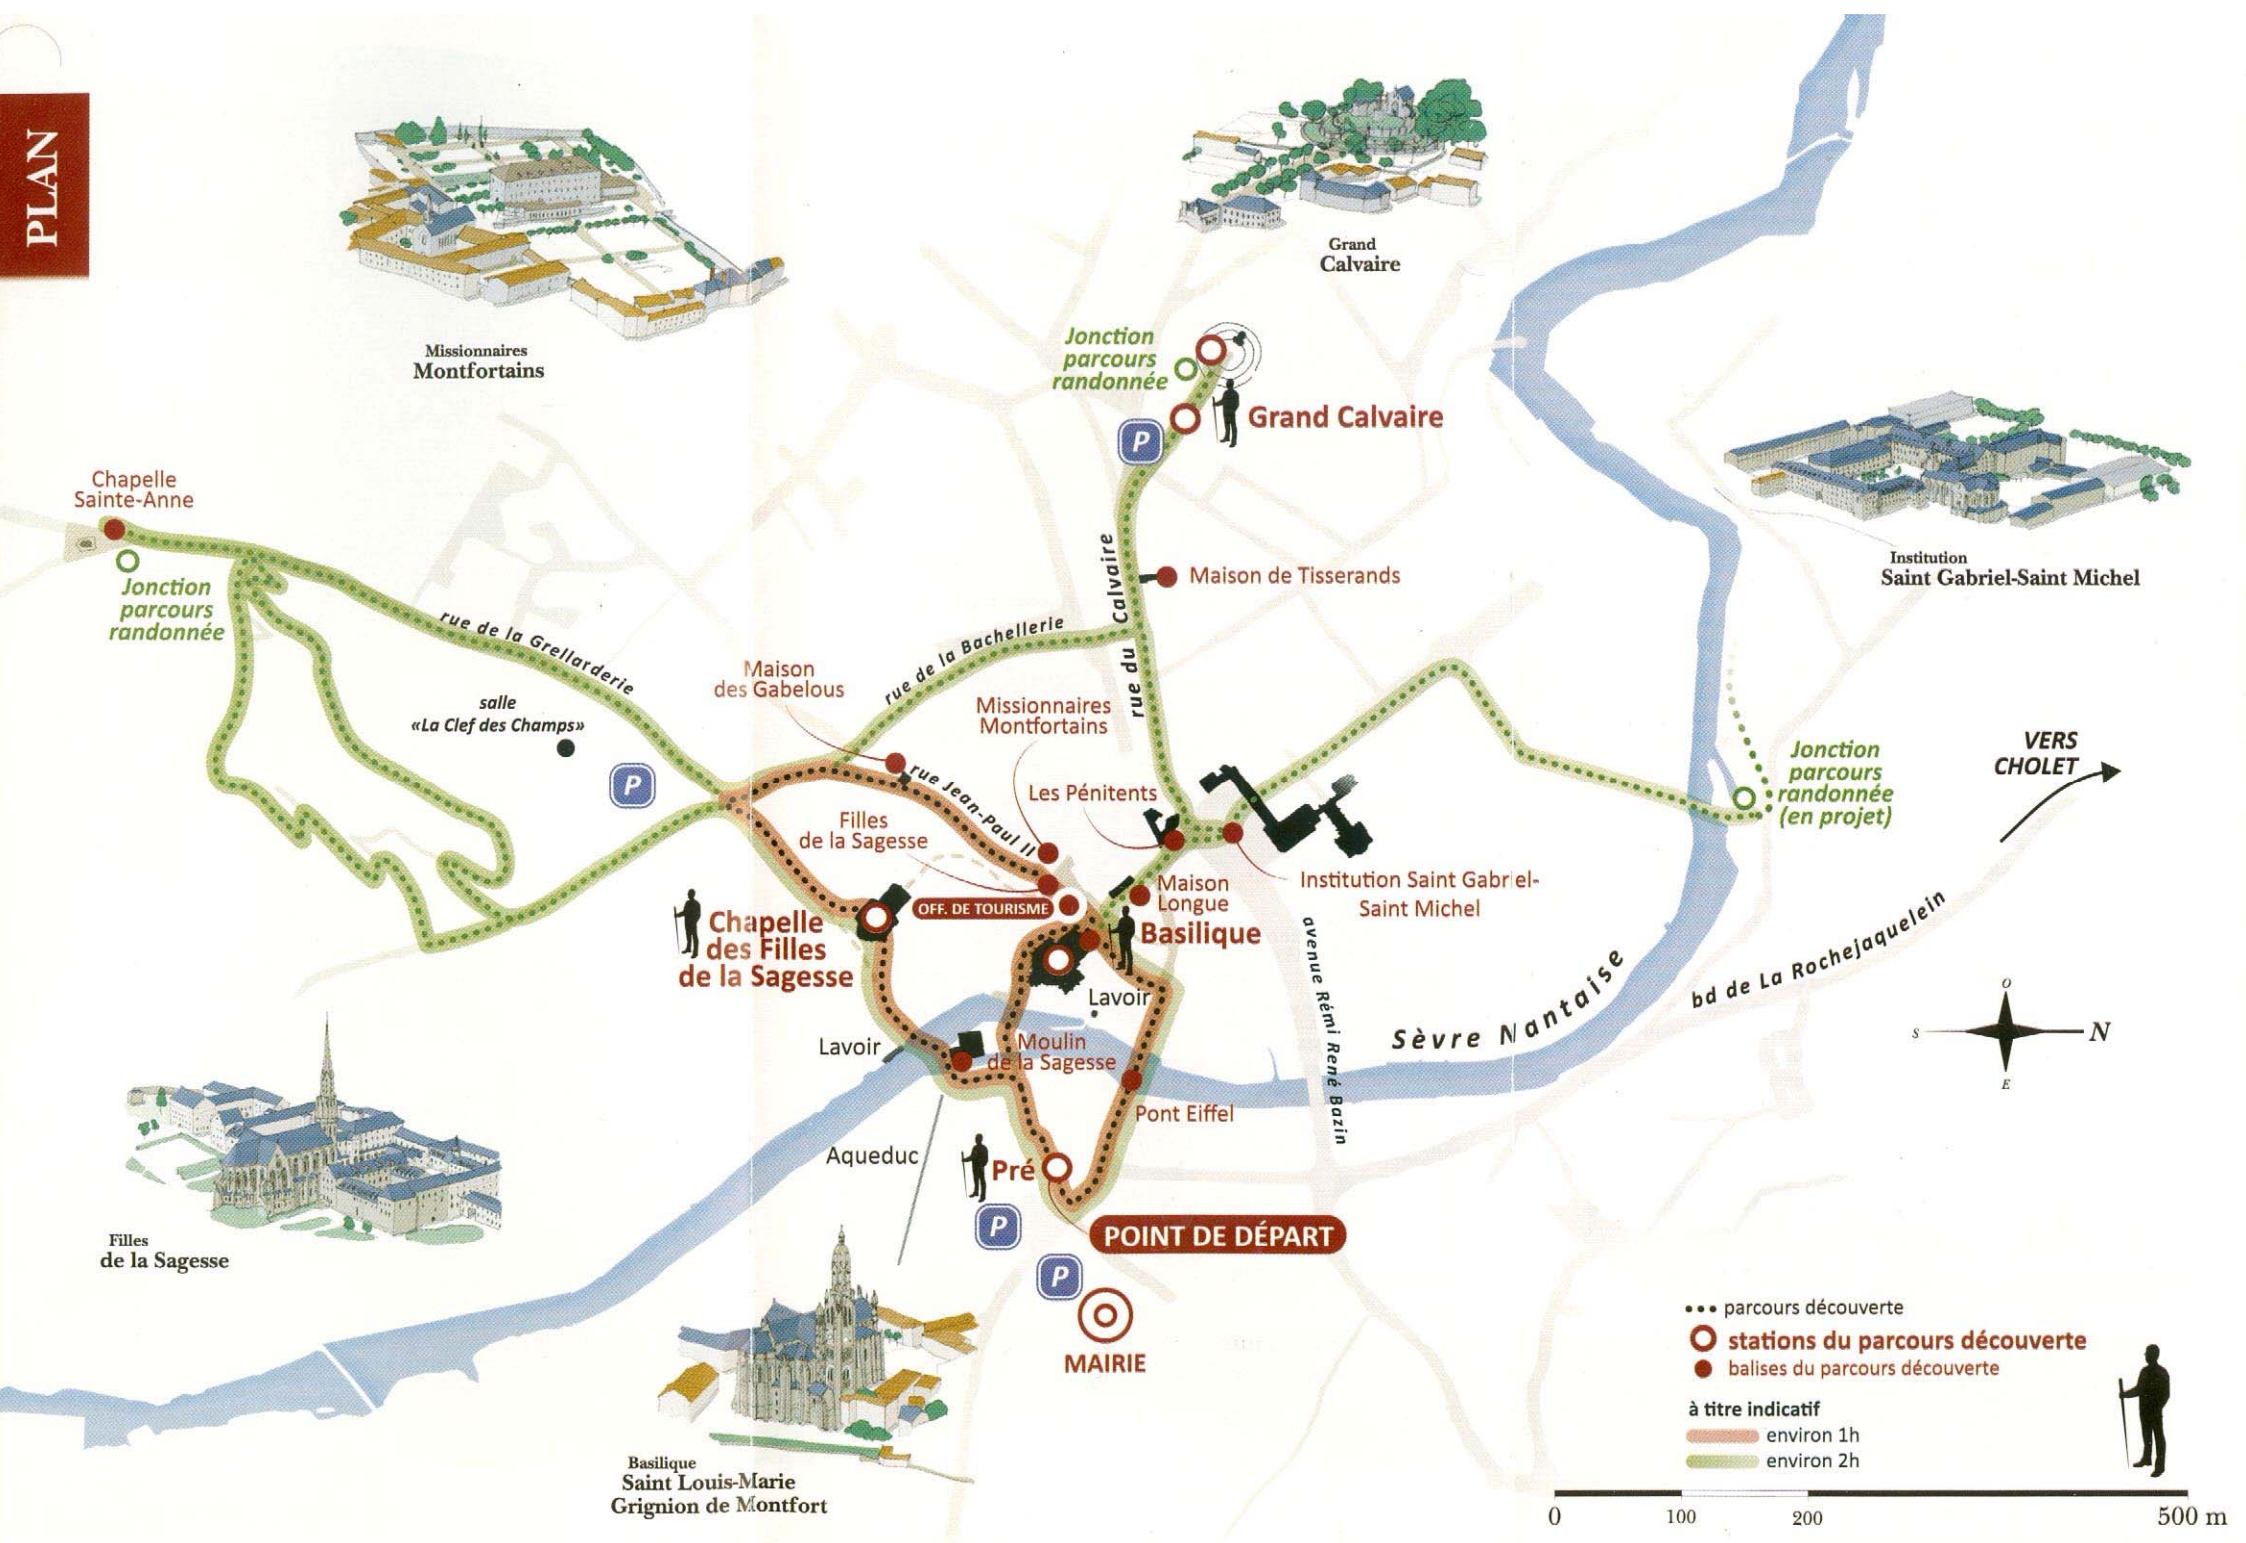 PLAN
Missionnaires
Montfortains
Grand
Calvaire
Jonction
parcours
randonnée
P
Grand Calvaire
Chapelle
Sainte-Anne
Jonction
parcours
randonnée
Institution
Saint Gabriel-Saint Michel
rue du Calvaire
Maison de Tisserands
rue de la Grellarderie
rue de la Bachellerie
salle
«La Clef des Champs»
P
Maison
des Gabelous
Missionnaires
Montfortains
rue Jean-Paul II
Les Pénitents
Filles
de la Sagesse
Jonction
parcours
randonnée
(en projet)
VERS
CHOLET
OFF. DE TOURISME
Maison
Longue
Institution Saint Gabriel-
Saint Michel
Chapelle
des Filles
de la Sagesse
Basilique
Lavoir
avenue Rémi René Bazin
Sèvre Nantaise
bd de La Rochejaquelein
O
S
N
E
Lavoir
Moulin
de la Sagesse
Pont Eiffel
Aqueduc
Pré
P
POINT DE DÉPART
P
MAIRIE
Filles
de la Sagesse
Basilique
Saint Louis-Marie
Grignion de Montfort
parcours découverte
stations du parcours découverte
balises du parcours découverte
à titre indicatif
environ 1h
environ 2h
0 100 200 500 m